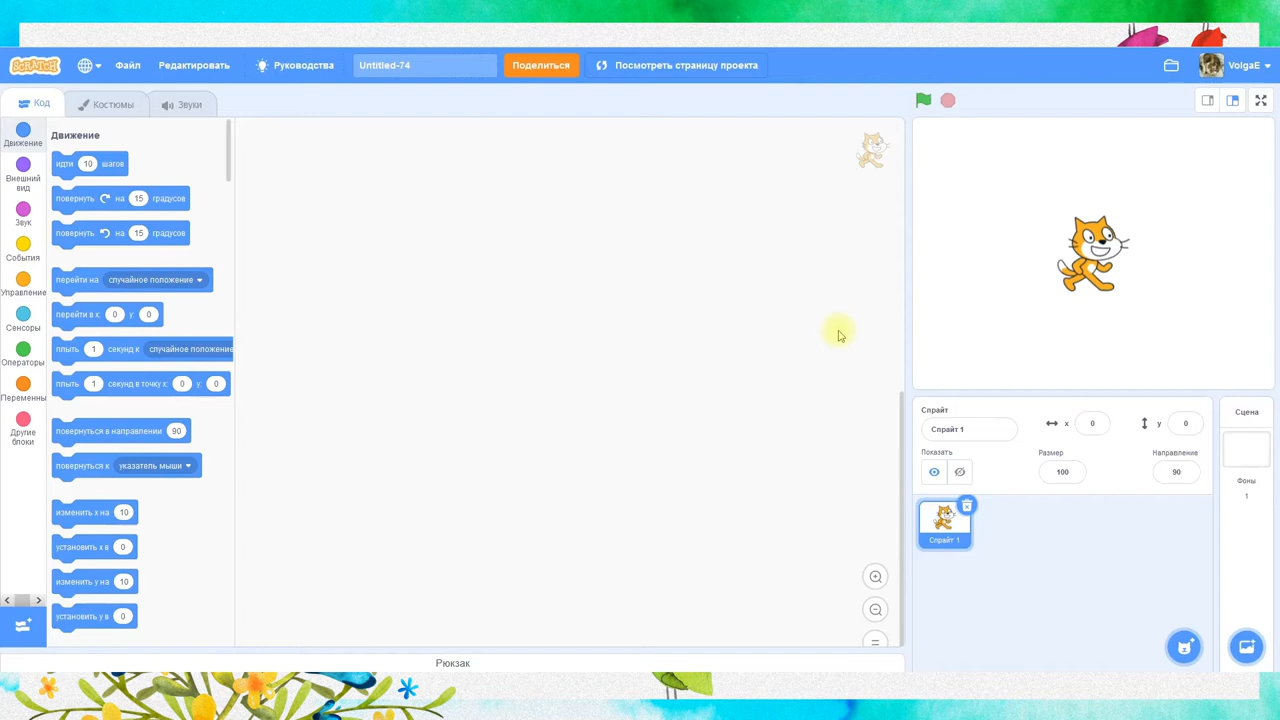 SCRATCH
Файл
Редактировать
Руководства
Untitled-74
Поделиться
Посмотреть страницу проекта
VolgaE
Код
Костюмы
Звуки
Движение
Внешний
вид
Звук
События
Управление
Сенсоры
Операторы
Переменны
Другие
блоки
Движение
идти 10 шагов
повернуть на 15 градусов
повернуть на 15 градусов
перейти на случайное положение
перейти в x: 0 y: 0
плыть 1 секунд к случайное положение
плыть 1 секунд в точку x: 0 y: 0
повернуться в направлении 90
повернуться к указатель мыши
изменить x на 10
установить x в 0
изменить y на 10
установить y в 0
Рюкзак
Спрайт
Спрайт 1
x 0
y 0
Показать
Размер
100
Направление
90
Спрайт 1
Сцена
Фоны
1